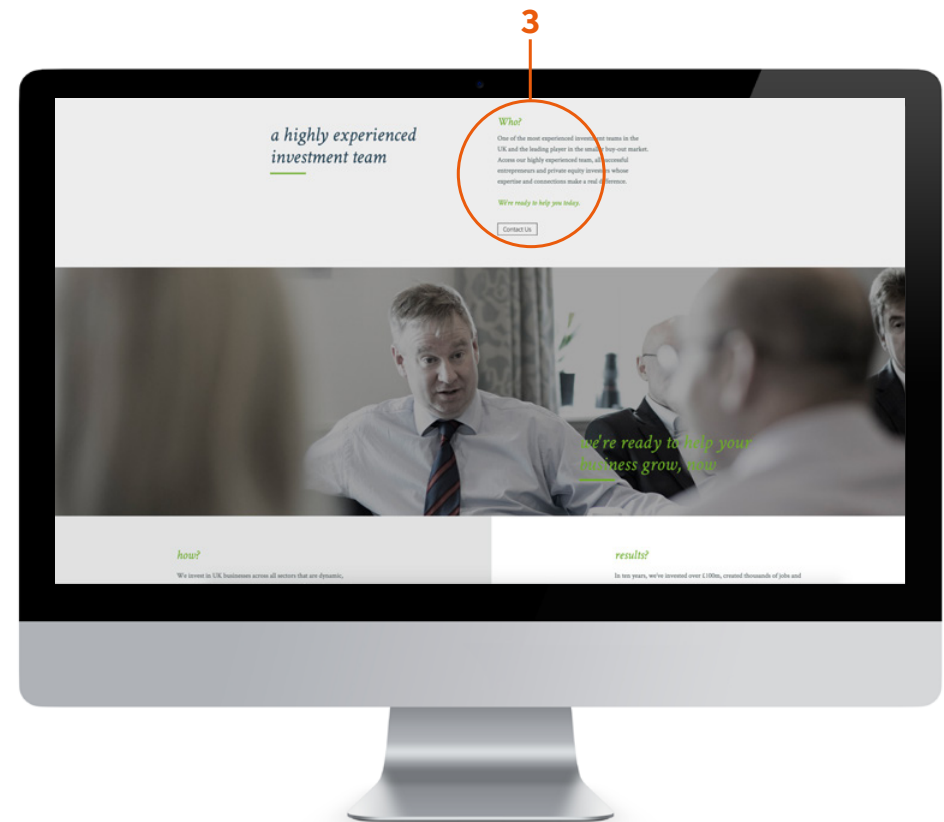 3
a highly experienced
investment team
Who?
One of the most experienced investment teams in the
UK and the leading player in the smaller buy-out market.
Access our highly experienced team, all successful
entrepreneurs and private equity investors whose
expertise and connections make a real difference.
We're ready to help you today.
Contact Us
we're ready to help your
business grow, now
how?
We invest in UK businesses across all sectors that are dynamic,
results?
In ten years, we've invested over £100m, created thousands of jobs and